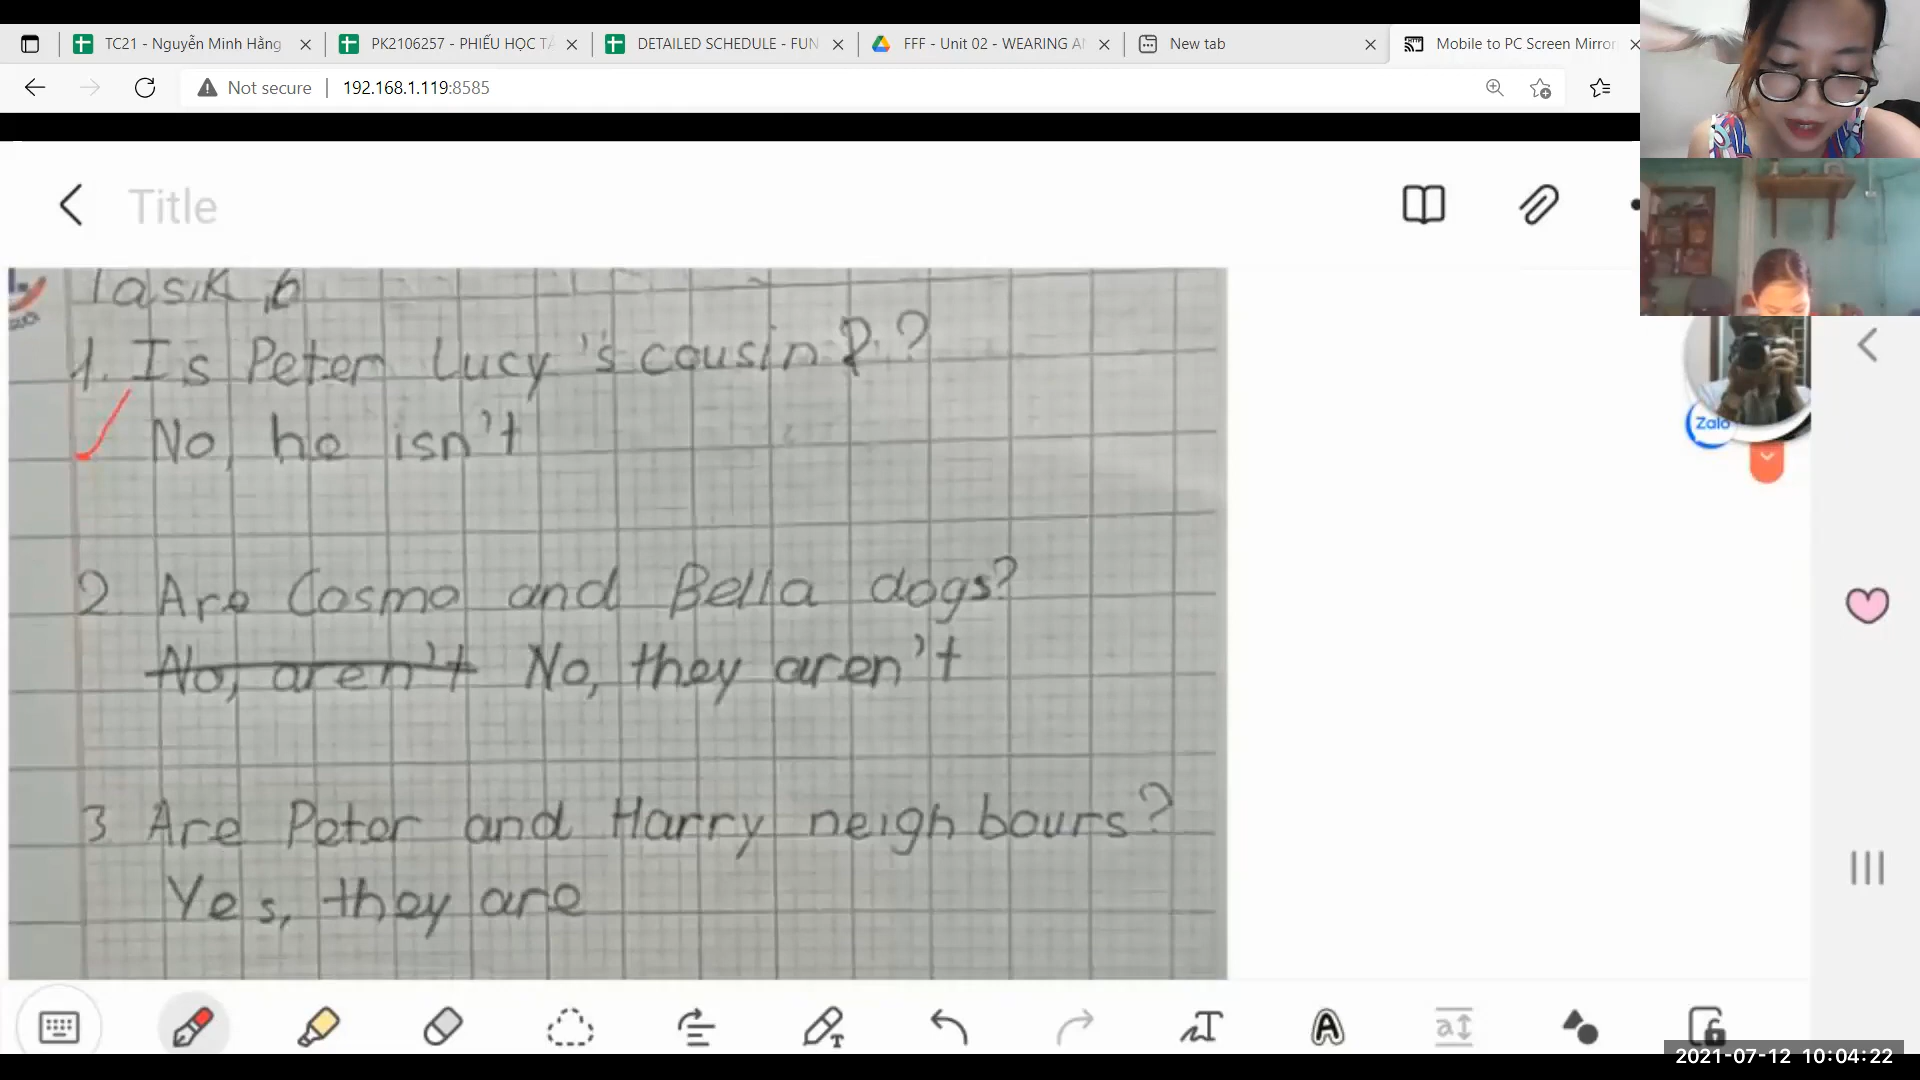 TC21 - Nguyễn Minh Hằng
PK2106257 - PHIẾU HỌC TẬ
DETAILED SCHEDULE - FUN
FFF - Unit 02 - WEARING AN
New tab
Mobile to PC Screen Mirror
Not secure
192.168.1.119:8585
Title
Task b
1. Is Peter Lucy's cousin ?
No, he isn't
2 Are Cosmo and Bella dogs?
No, aren't No, they aren't
3 Are Peter and Harry neighbours?
Yes, they are
Zalo
2021-07-12 10:04:22